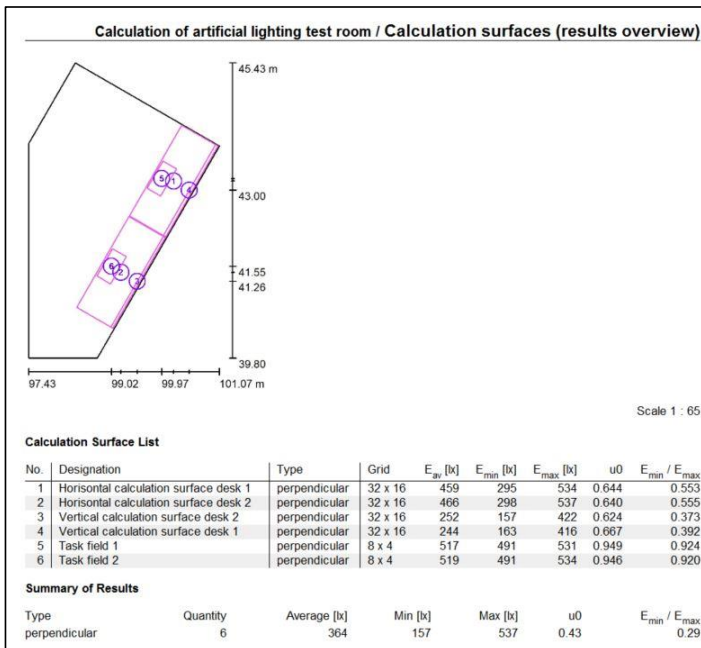 Calculation of artificial lighting test room / Calculation surfaces (results overview)
45.43 m
5 1
4
43.00
6
2
41.55
3
41.26
39.80
97.43 99.02 99.97 101.07 m
Scale 1 : 65
Calculation Surface List
No. Designation Type Grid Eav [lx] Emin [lx] Emax [lx] u0 Emin / Emax
1 Horisontal calculation surface desk 1 perpendicular 32 x 16 459 295 534 0.644 0.553
2 Horisontal calculation surface desk 2 perpendicular 32 x 16 466 298 537 0.640 0.555
3 Vertical calculation surface desk 2 perpendicular 32 x 16 252 157 422 0.624 0.373
4 Vertical calculation surface desk 1 perpendicular 32 x 16 244 163 416 0.667 0.392
5 Task field 1 perpendicular 8 x 4 517 491 531 0.949 0.924
6 Task field 2 perpendicular 8 x 4 519 491 534 0.946 0.920
Summary of Results
Type Quantity Average [lx] Min [lx] Max [lx] u0 Emin / Emax
perpendicular 6 364 157 537 0.43 0.29